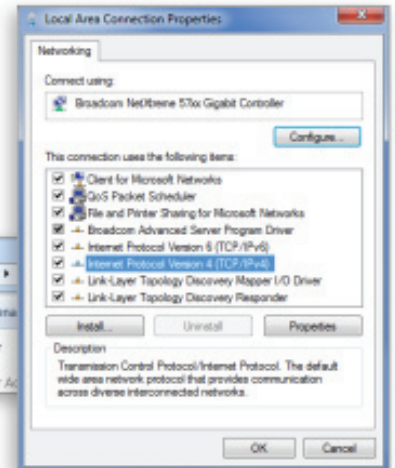 Local Area Connection Properties
Networking
Connect using:
Broadcom NetXtreme 57xx Gigabit Controller
Configure...
This connection uses the following items:
Client for Microsoft Networks
QoS Packet Scheduler
File and Printer Sharing for Microsoft Networks
Broadcom Advanced Server Program Driver
Internet Protocol Version 6 (TCP/IPv6)
Internet Protocol Version 4 (TCP/IPv4)
Link-Layer Topology Discovery Mapper I/O Driver
Link-Layer Topology Discovery Responder
Install...
Uninstall
Properties
Description
Transmission Control Protocol/Internet Protocol. The default
wide area network protocol that provides communication
across diverse interconnected networks.
OK
Cancel